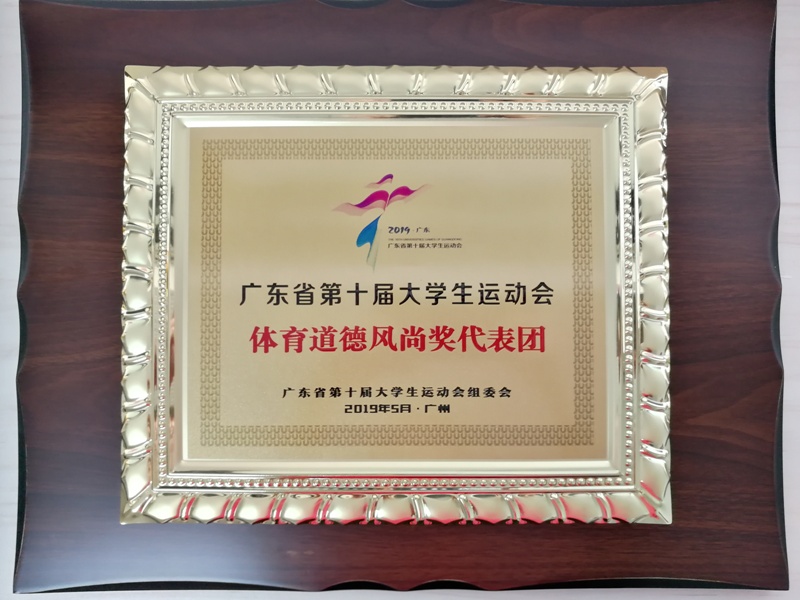 2019·广东
广东省第十届大学生运动会
广东省第十届大学生运动会
体育道德风尚奖代表团
广东省第十届大学生运动会组委会
2019年5月·广州